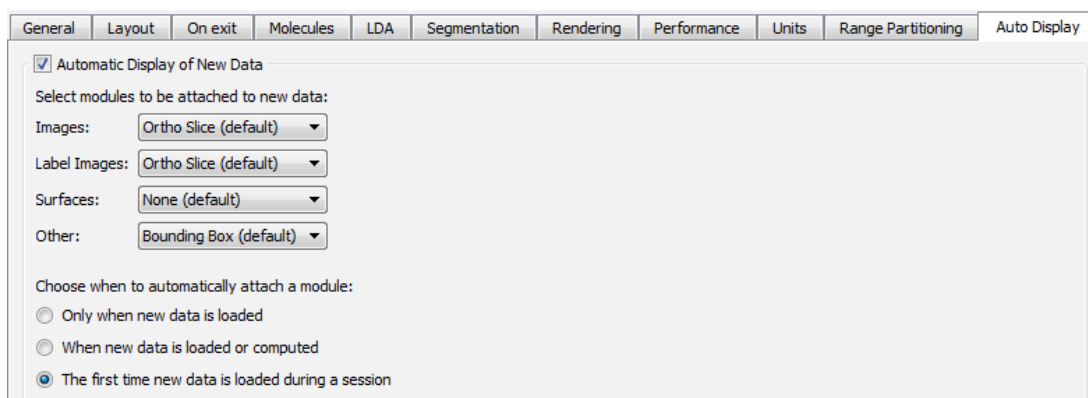 General Layout On exit Molecules LDA Segmentation Rendering Performance Units Range Partitioning Auto Display
Automatic Display of New Data
Select modules to be attached to new data:
Images: Ortho Slice (default)
Label Images: Ortho Slice (default)
Surfaces: None (default)
Other: Bounding Box (default)
Choose when to automatically attach a module:
Only when new data is loaded
When new data is loaded or computed
The first time new data is loaded during a session